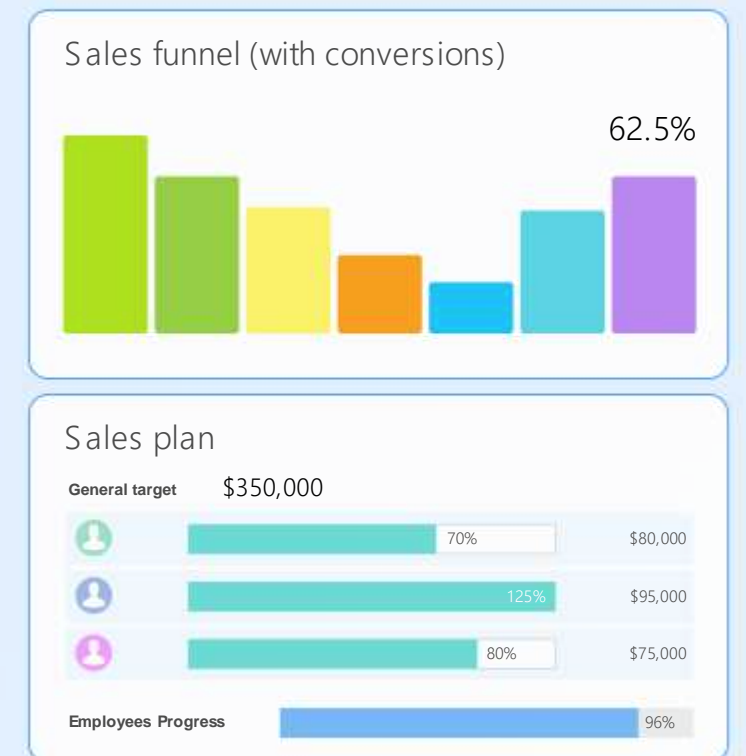 Sales funnel (with conversions)
62.5%
Sales plan
General target $350,000
70% $80,000
125% $95,000
80% $75,000
Employees Progress 96%